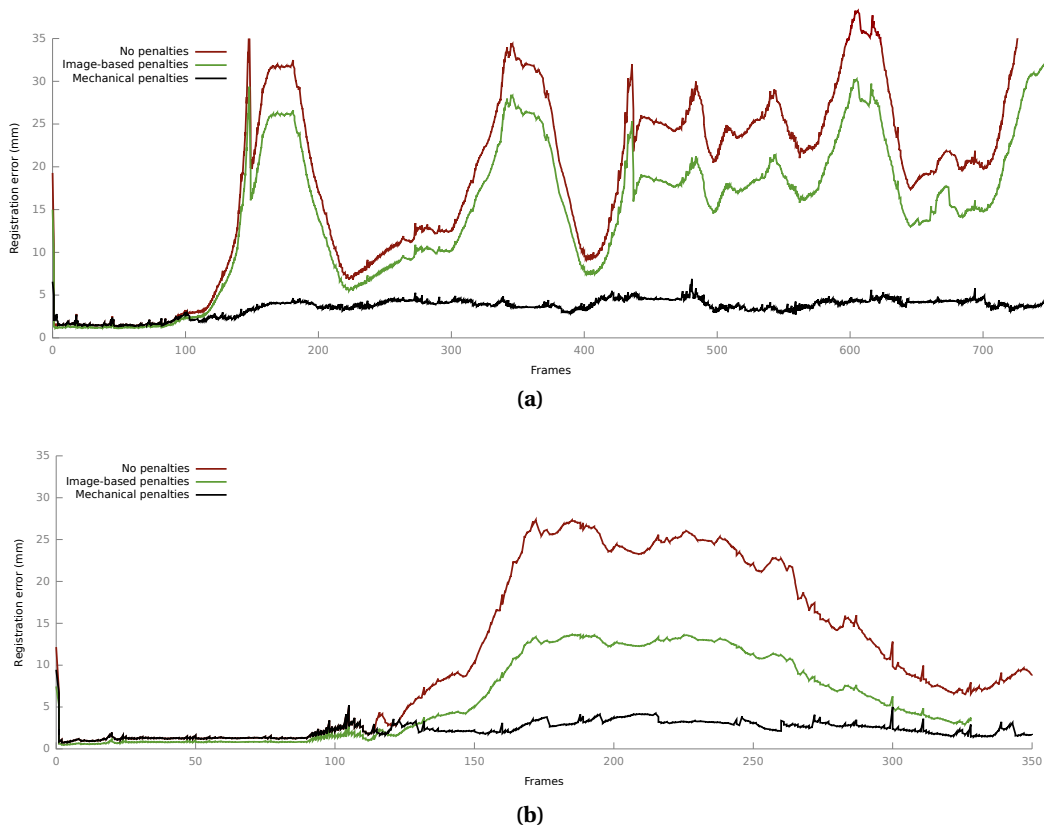 35
30
25
20
15
10
5
0
Registration error (mm)
No penalties
Image-based penalties
Mechanical penalties
0 100 200 300 400 500 600 700
Frames
(a)
35
30
25
20
15
10
5
0
Registration error (mm)
No penalties
Image-based penalties
Mechanical penalties
0 50 100 150 200 250 300 350
Frames
(b)